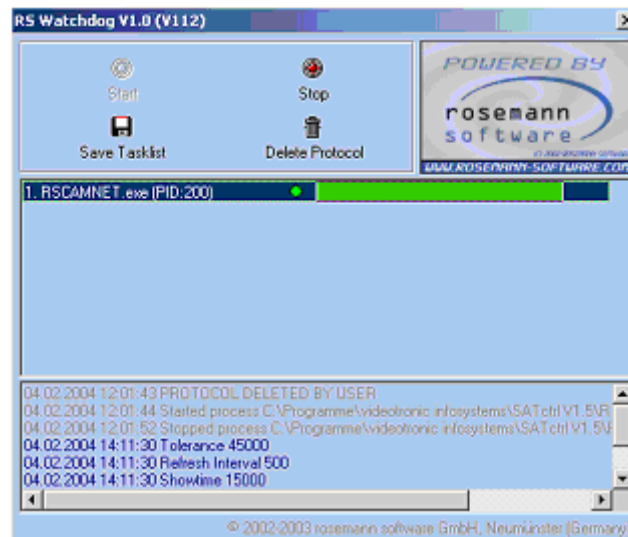 RS Watchdog V1.0 (V112)
Start
Stop
Save Tasklist
Delete Protocol
POWERED BY
rosemann
software
WWW.ROSEMANN-SOFTWARE.COM
1. RSCAMNET.exe (PID:200)
04.02.2004 12:01:43 PROTOCOL DELETED BY USER
04.02.2004 12:01:44 Started process C:\Programme\videotronic infosystems\SATctrl V1.5\R
04.02.2004 12:01:52 Stopped process C:\Programme\videotronic infosystems\SATctrl V1.5\
04.02.2004 14:11:30 Tolerance 45000
04.02.2004 14:11:30 Refresh Interval 500
04.02.2004 14:11:30 Showtime 15000
© 2002-2003 rosemann software GmbH, Neumünster (Germany